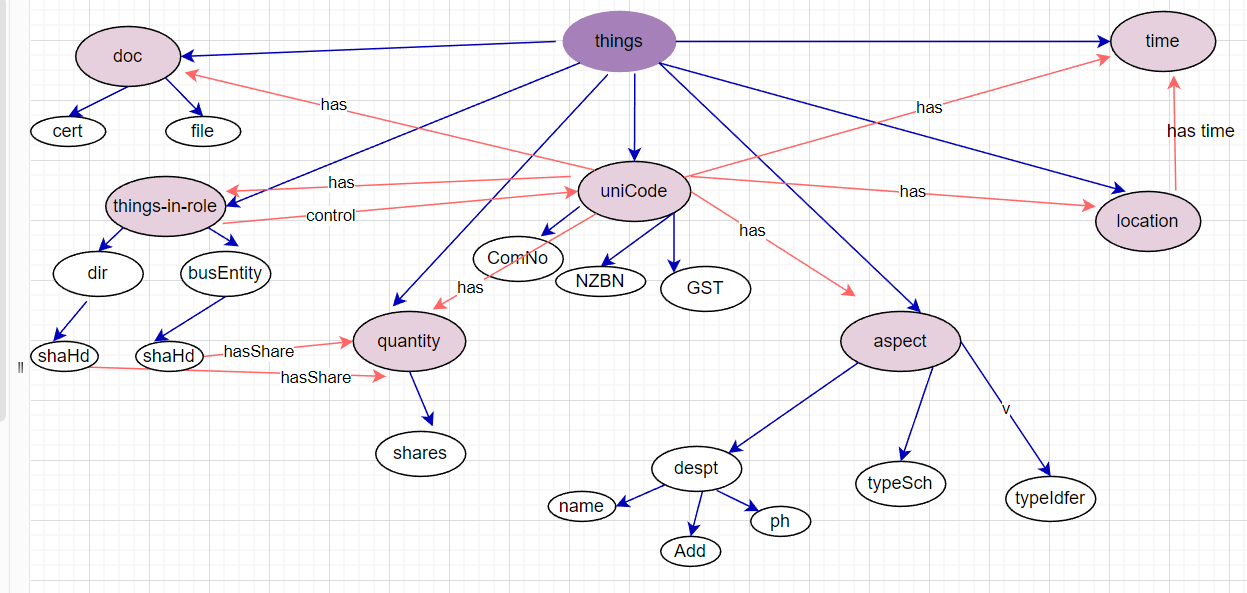 things
time
doc
has
has
cert
file
has time
has
things-in-role
control
uniCode
has
location
has
dir
busEntity
ComNo
NZBN
GST
has
shaHd
shaHd
hasShare
quantity
aspect
hasShare
v
shares
despt
typeSch
typeIdfer
name
ph
Add